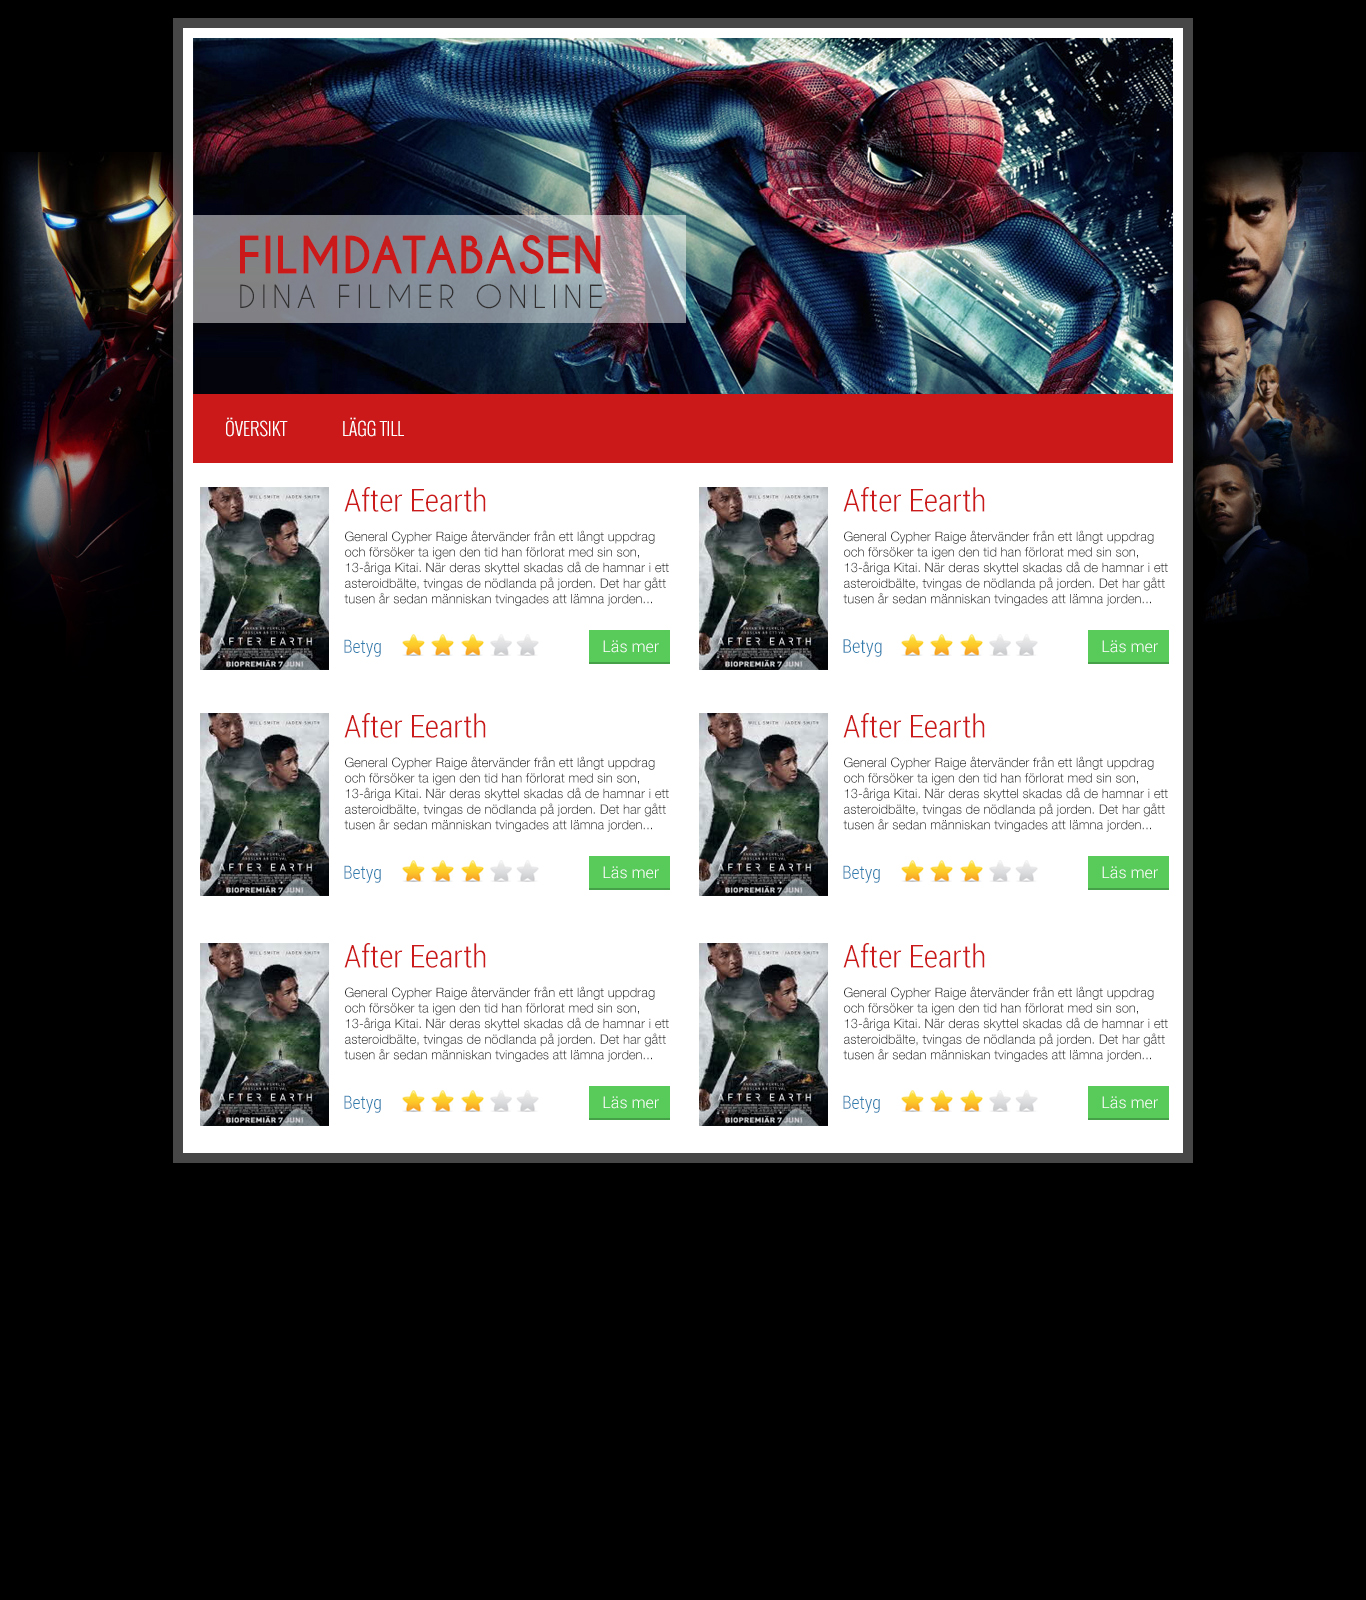 FILMDATABASEN
DINA FILMER ONLINE
ÖVERSIKT
LÄGG TILL
WILL SMITH JADEN SMITH
AFTER EARTH
BIOPREMIÄR 7 JUNI
After Eearth
General Cypher Raige återvänder från ett långt uppdrag
och försöker ta igen den tid han förlorat med sin son,
13-åriga Kitai. När deras skyttel skadas då de hamnar i ett
asteroidbälte, tvingas de nödlanda på jorden. Det har gått
tusen år sedan människan tvingades att lämna jorden...
Betyg
Läs mer
WILL SMITH JADEN SMITH
AFTER EARTH
BIOPREMIÄR 7 JUNI
After Eearth
General Cypher Raige återvänder från ett långt uppdrag
och försöker ta igen den tid han förlorat med sin son,
13-åriga Kitai. När deras skyttel skadas då de hamnar i ett
asteroidbälte, tvingas de nödlanda på jorden. Det har gått
tusen år sedan människan tvingades att lämna jorden...
Betyg
Läs mer
WILL SMITH JADEN SMITH
AFTER EARTH
BIOPREMIÄR 7 JUNI
After Eearth
General Cypher Raige återvänder från ett långt uppdrag
och försöker ta igen den tid han förlorat med sin son,
13-åriga Kitai. När deras skyttel skadas då de hamnar i ett
asteroidbälte, tvingas de nödlanda på jorden. Det har gått
tusen år sedan människan tvingades att lämna jorden...
Betyg
Läs mer
WILL SMITH JADEN SMITH
AFTER EARTH
BIOPREMIÄR 7 JUNI
After Eearth
General Cypher Raige återvänder från ett långt uppdrag
och försöker ta igen den tid han förlorat med sin son,
13-åriga Kitai. När deras skyttel skadas då de hamnar i ett
asteroidbälte, tvingas de nödlanda på jorden. Det har gått
tusen år sedan människan tvingades att lämna jorden...
Betyg
Läs mer
WILL SMITH JADEN SMITH
AFTER EARTH
BIOPREMIÄR 7 JUNI
After Eearth
General Cypher Raige återvänder från ett långt uppdrag
och försöker ta igen den tid han förlorat med sin son,
13-åriga Kitai. När deras skyttel skadas då de hamnar i ett
asteroidbälte, tvingas de nödlanda på jorden. Det har gått
tusen år sedan människan tvingades att lämna jorden...
Betyg
Läs mer
WILL SMITH JADEN SMITH
AFTER EARTH
BIOPREMIÄR 7 JUNI
After Eearth
General Cypher Raige återvänder från ett långt uppdrag
och försöker ta igen den tid han förlorat med sin son,
13-åriga Kitai. När deras skyttel skadas då de hamnar i ett
asteroidbälte, tvingas de nödlanda på jorden. Det har gått
tusen år sedan människan tvingades att lämna jorden...
Betyg
Läs mer